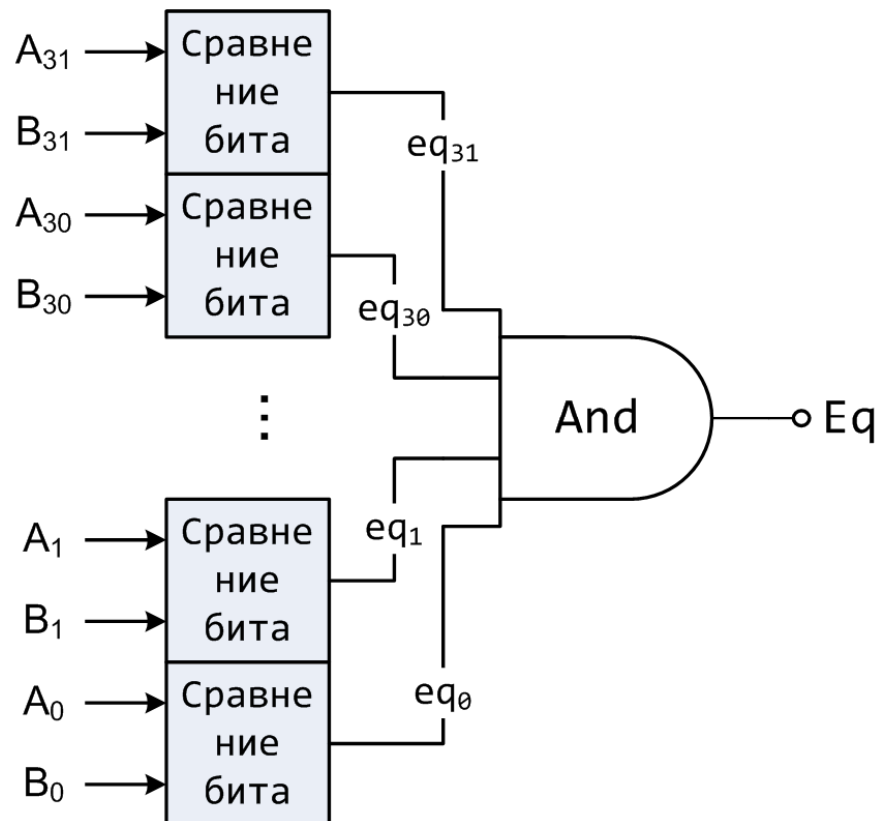 A31
B31
Сравне
ние
бита
eq31
A30
B30
Сравне
ние
бита
eq30
⋮
And
Eq
A1
B1
Сравне
ние
бита
eq1
A0
B0
Сравне
ние
бита
eq0